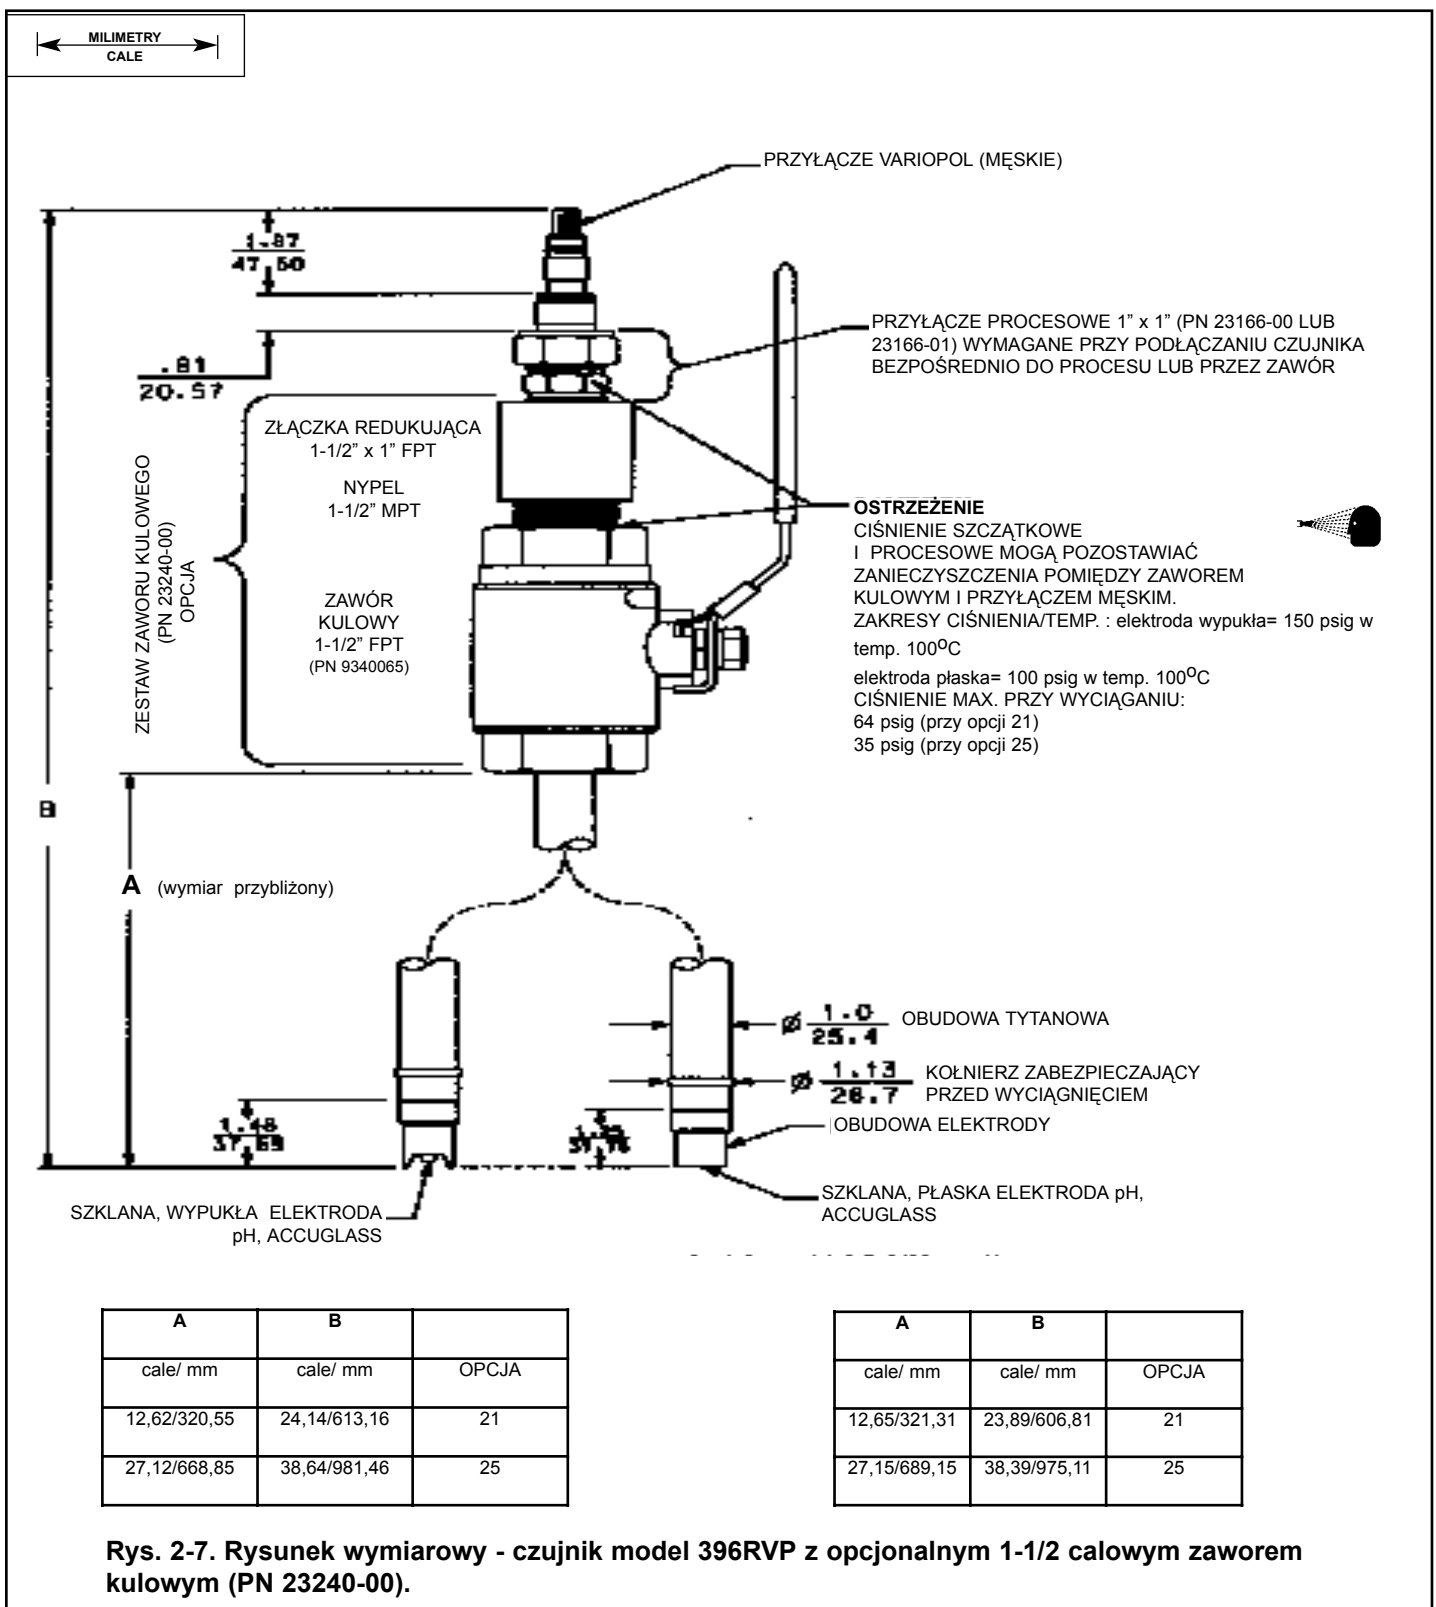 MILIMETRY
CALE
PRZYŁĄCZE VARIOPOL (MĘSKIE)
1.87
47.50
PRZYŁĄCZE PROCESOWE 1” x 1” (PN 23166-00 LUB
23166-01) WYMAGANE PRZY PODŁĄCZANIU CZUJNIKA
BEZPOŚREDNIO DO PROCESU LUB PRZEZ ZAWÓR
.81
20.57
ZŁĄCZKA REDUKUJĄCA
1-1/2” x 1” FPT
NYPEL
1-1/2” MPT
ZAWÓR
KULOWY
1-1/2” FPT
(PN 9340065)
ZESTAW ZAWORU KULOWEGO
(PN 23240-00)
OPCJA
OSTRZEŻENIE
CIŚNIENIE SZCZĄTKOWE
I PROCESOWE MOGĄ POZOSTAWIAĆ
ZANIECZYSZCZENIA POMIĘDZY ZAWOREM
KULOWYM I PRZYŁĄCZEM MĘSKIM.
ZAKRESY CIŚNIENIA/TEMP. : elektroda wypukła= 150 psig w
temp. 100ºC
elektroda płaska= 100 psig w temp. 100ºC
CIŚNIENIE MAX. PRZY WYCIĄGANIU:
64 psig (przy opcji 21)
35 psig (przy opcji 25)
B
A (wymiar przybliżony)
Ø 1.0
25.4
OBUDOWA TYTANOWA
Ø 1.13
28.7
KOŁNIERZ ZABEZPIECZAJĄCY
PRZED WYCIĄGNIĘCIEM
OBUDOWA ELEKTRODY
SZKLANA, PŁASKA ELEKTRODA pH,
ACCUGLASS
SZKLANA, WYPUKŁA ELEKTRODA
pH, ACCUGLASS
A B
cale/ mm cale/ mm OPCJA
12,62/320,55 24,14/613,16 21
27,12/668,85 38,64/981,46 25
A B
cale/ mm cale/ mm OPCJA
12,65/321,31 23,89/606,81 21
27,15/689,15 38,39/975,11 25
Rys. 2-7. Rysunek wymiarowy - czujnik model 396RVP z opcjonalnym 1-1/2 calowym zaworem
kulowym (PN 23240-00).